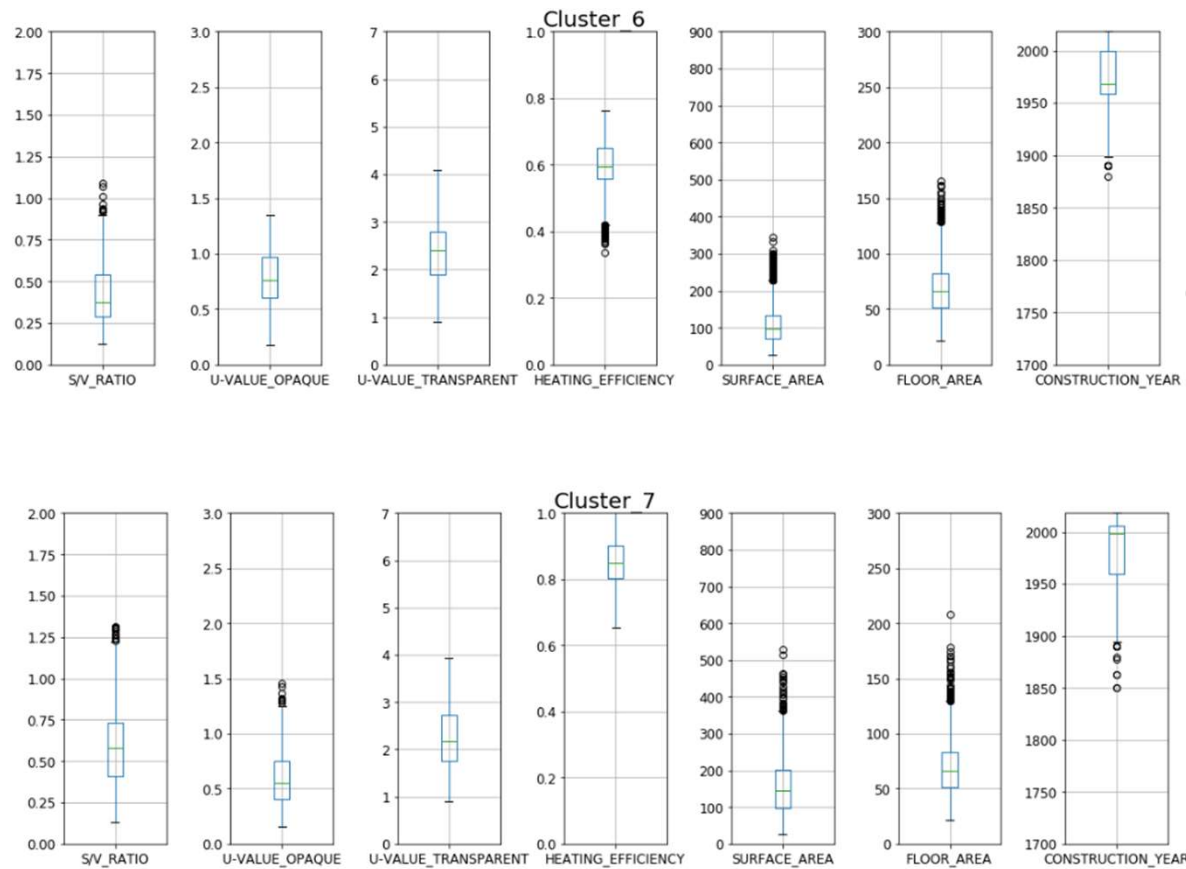 Cluster_6
2.00 3.0 7 1.0 900 300
1.75 2.5 6 0.8 800 250 2000
1.50 2.0 5 0.6 700 200 1950
1.25 1.5 4 0.4 600 150 1900
1.00 1.0 3 0.2 500 100 1850
0.75 0.5 2 0.0 400 50 1800
0.50 0.0 1 300 0 1750
0.25 0 200 1700
0.00 100
0
S/V_RATIO U-VALUE_OPAQUE U-VALUE_TRANSPARENT HEATING_EFFICIENCY SURFACE_AREA FLOOR_AREA CONSTRUCTION_YEAR
Cluster_7
2.00 3.0 7 1.0 900 300
1.75 2.5 6 0.8 800 250 2000
1.50 2.0 5 0.6 700 200 1950
1.25 1.5 4 0.4 600 150 1900
1.00 1.0 3 0.2 500 100 1850
0.75 0.5 2 0.0 400 50 1800
0.50 0.0 1 300 0 1750
0.25 0 200 1700
0.00 100
0
S/V_RATIO U-VALUE_OPAQUE U-VALUE_TRANSPARENT HEATING_EFFICIENCY SURFACE_AREA FLOOR_AREA CONSTRUCTION_YEAR